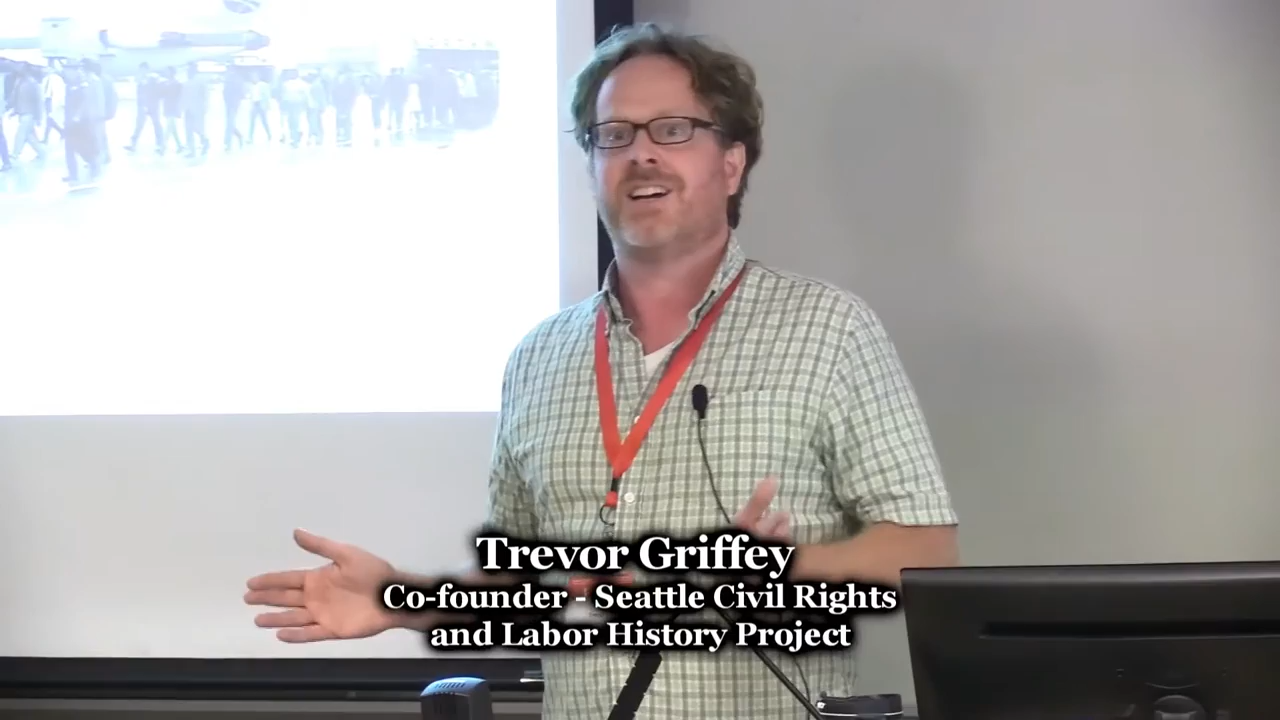 Trevor Griffey
Co-founder - Seattle Civil Rights
and Labor History Project